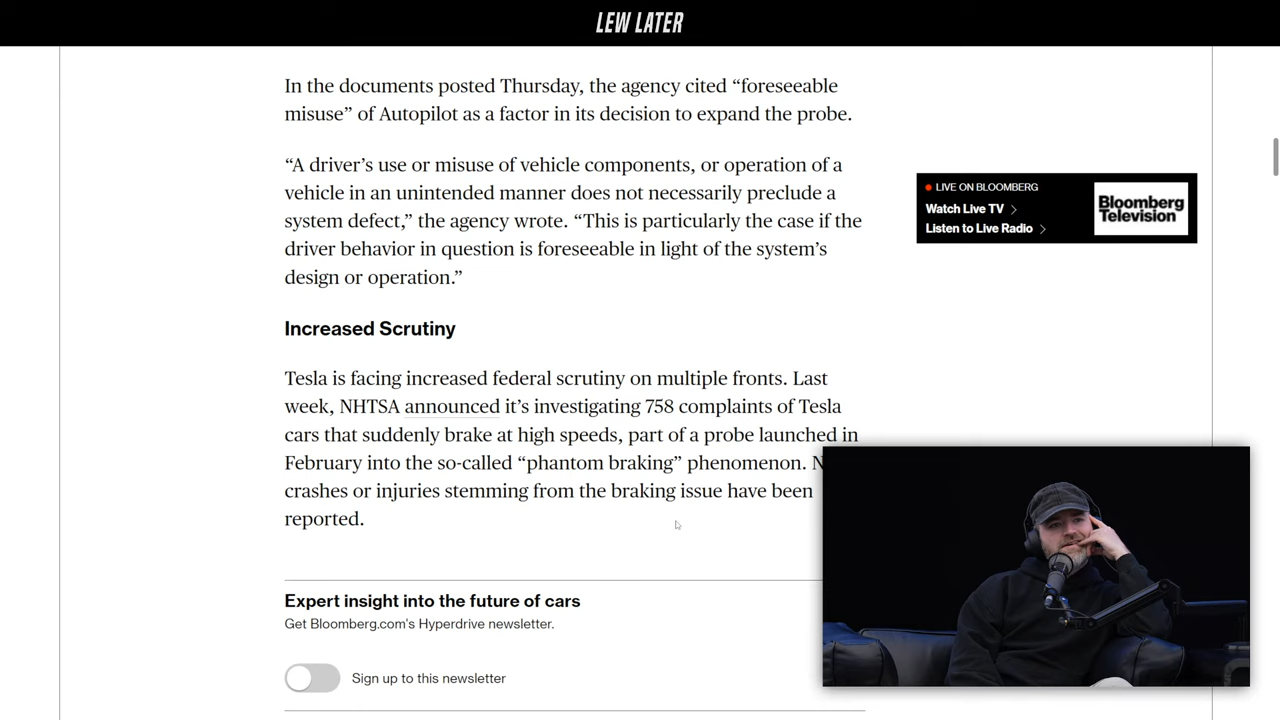 LEW LATER
In the documents posted Thursday, the agency cited “foreseeable
misuse” of Autopilot as a factor in its decision to expand the probe.
“A driver’s use or misuse of vehicle components, or operation of a
vehicle in an unintended manner does not necessarily preclude a
system defect,” the agency wrote. “This is particularly the case if the
driver behavior in question is foreseeable in light of the system’s
design or operation.”
Increased Scrutiny
Tesla is facing increased federal scrutiny on multiple fronts. Last
week, NHTSA announced it’s investigating 758 complaints of Tesla
cars that suddenly brake at high speeds, part of a probe launched in
February into the so-called “phantom braking” phenomenon.
crashes or injuries stemming from the braking issue have been
reported.
Expert insight into the future of cars
Get Bloomberg.com's Hyperdrive newsletter.
Sign up to this newsletter
LIVE ON BLOOMBERG
Watch Live TV
Listen to Live Radio
Bloomberg
Television